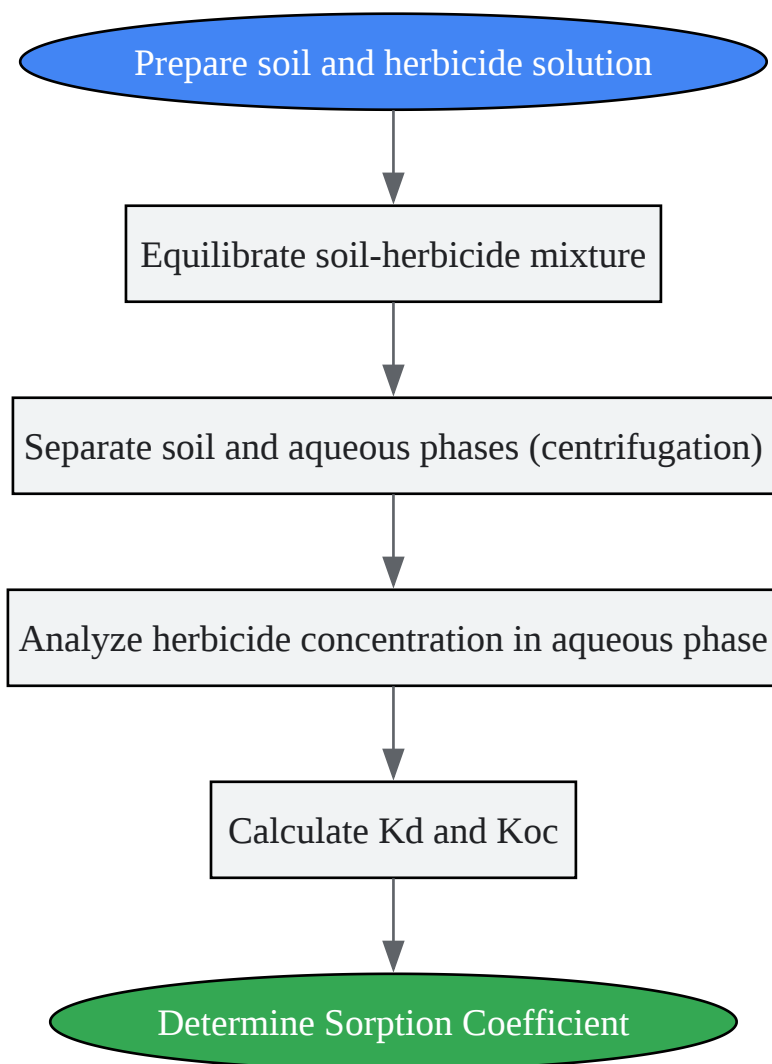 Prepare soil and herbicide solution
Equilibrate soil-herbicide mixture
Separate soil and aqueous phases (centrifugation)
Analyze herbicide concentration in aqueous phase
Calculate Kd and Koc
Determine Sorption Coefficient